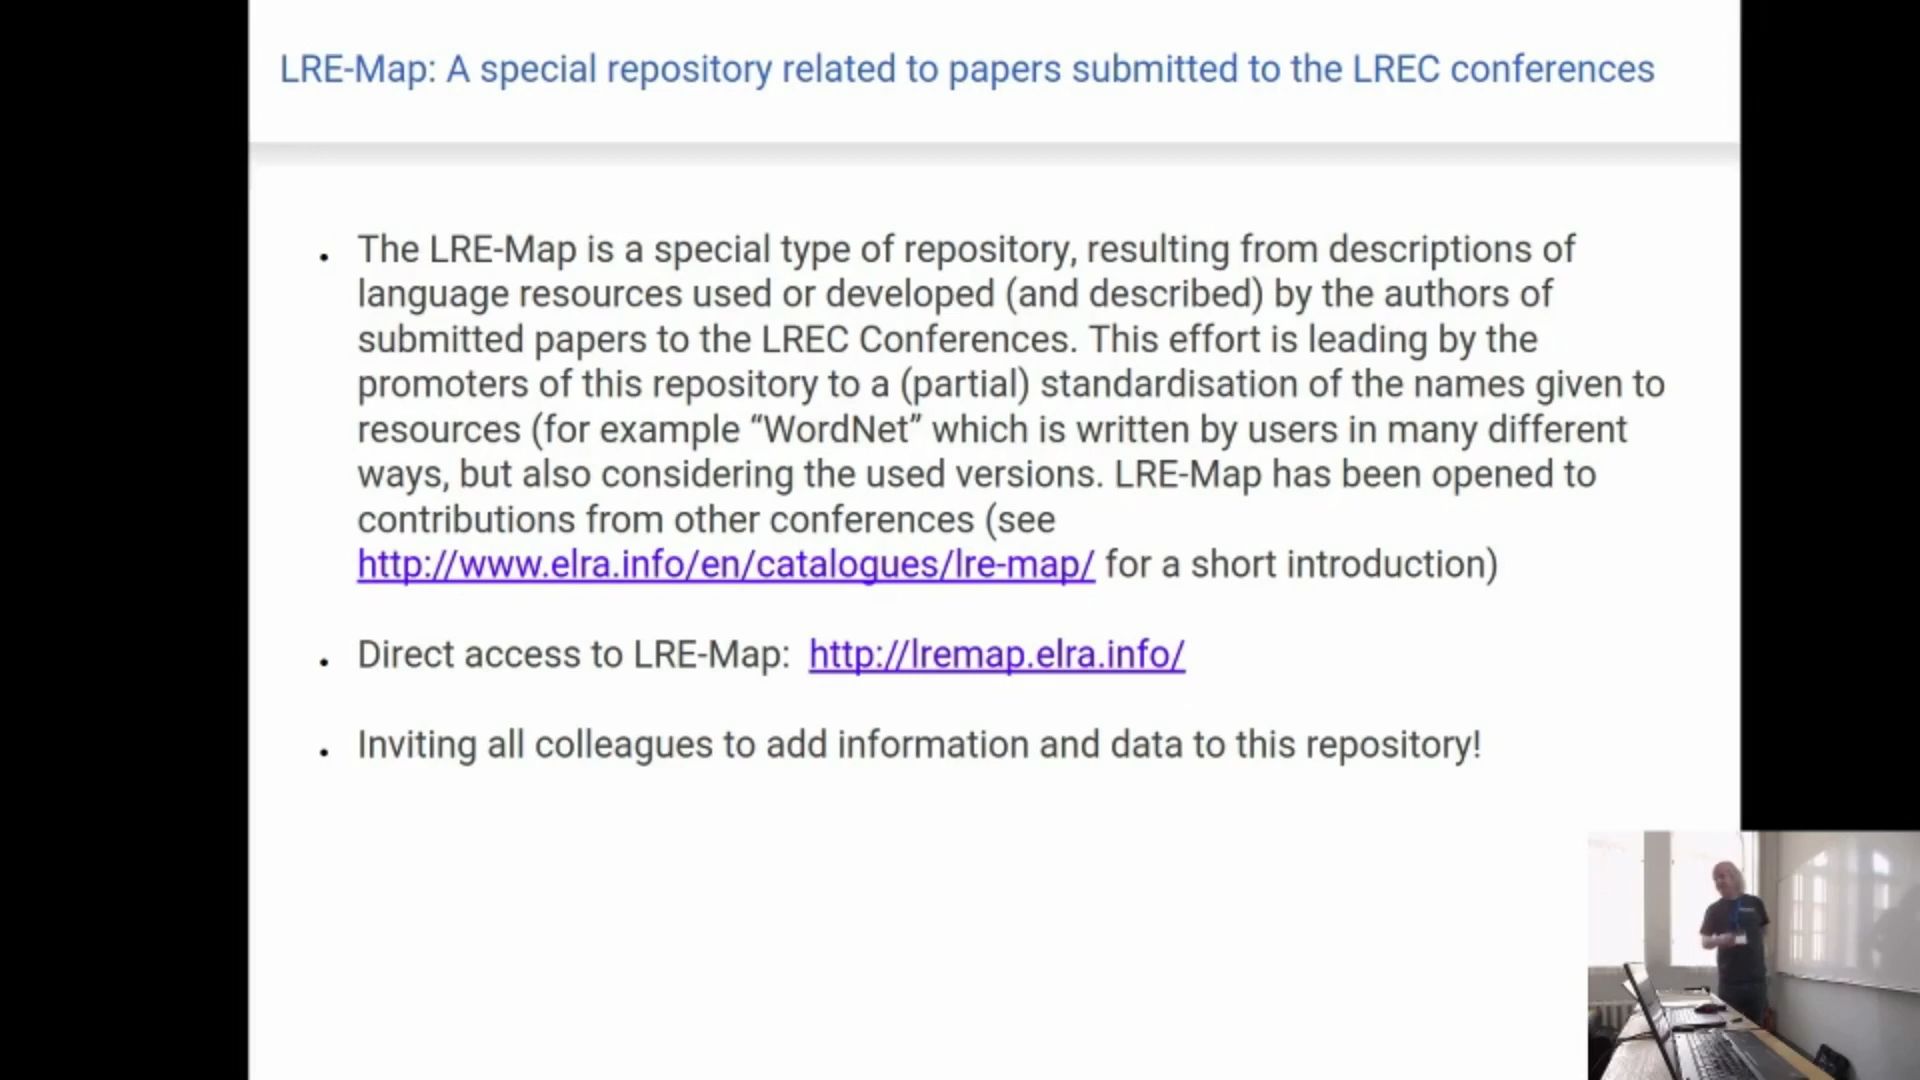 LRE-Map: A special repository related to papers submitted to the LREC conferences
• The LRE-Map is a special type of repository, resulting from descriptions of
language resources used or developed (and described) by the authors of
submitted papers to the LREC Conferences. This effort is leading by the
promoters of this repository to a (partial) standardisation of the names given to
resources (for example “WordNet” which is written by users in many different
ways, but also considering the used versions. LRE-Map has been opened to
contributions from other conferences (see
http://www.elra.info/en/catalogues/lre-map/ for a short introduction)
• Direct access to LRE-Map: http://lremap.elra.info/
• Inviting all colleagues to add information and data to this repository!